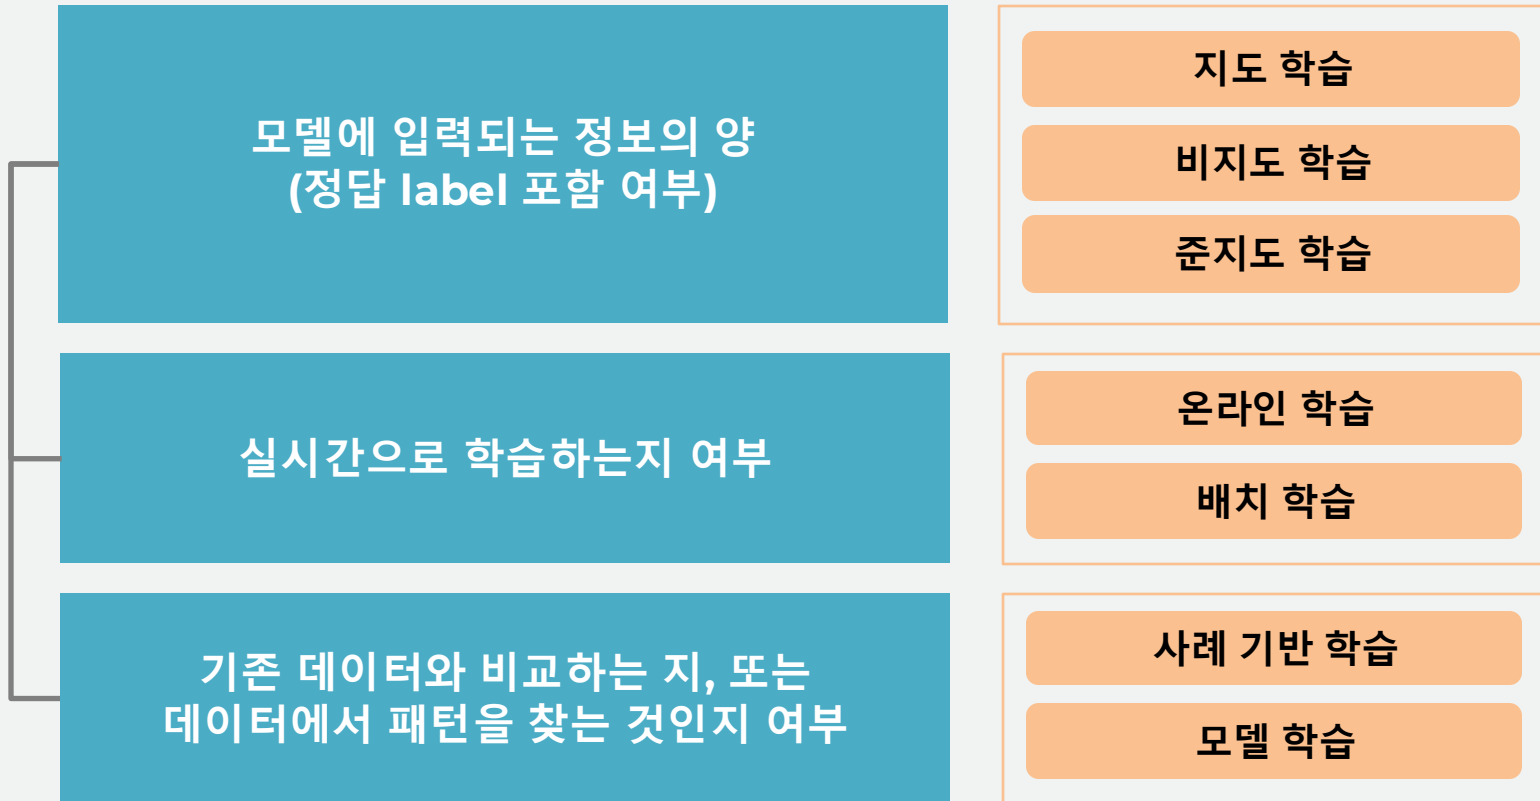 모델에 입력되는 정보의 양
(정답 label 포함 여부)
지도 학습
비지도 학습
준지도 학습
실시간으로 학습하는지 여부
온라인 학습
배치 학습
기존 데이터와 비교하는 지, 또는
데이터에서 패턴을 찾는 것인지 여부
사례 기반 학습
모델 학습